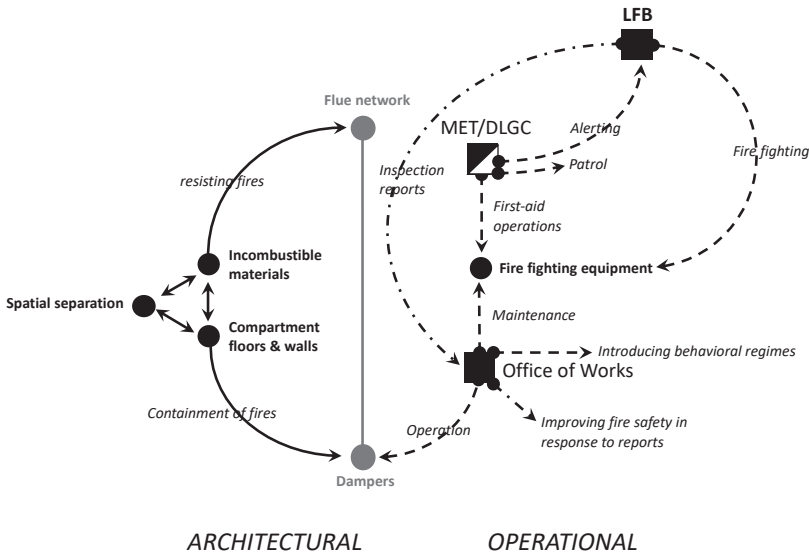 LFB
Flue network
MET/DLGC
Alerting
Fire fighting
Patrol
Inspection
reports
resisting fires
First-aid
operations
Incombustible
materials
Fire fighting equipment
Spatial separation
Maintenance
Compartment
floors & walls
Introducing behavioral regimes
Office of Works
Containment of fires
Operation
Improving fire safety in
response to reports
Dampers
ARCHITECTURAL
OPERATIONAL